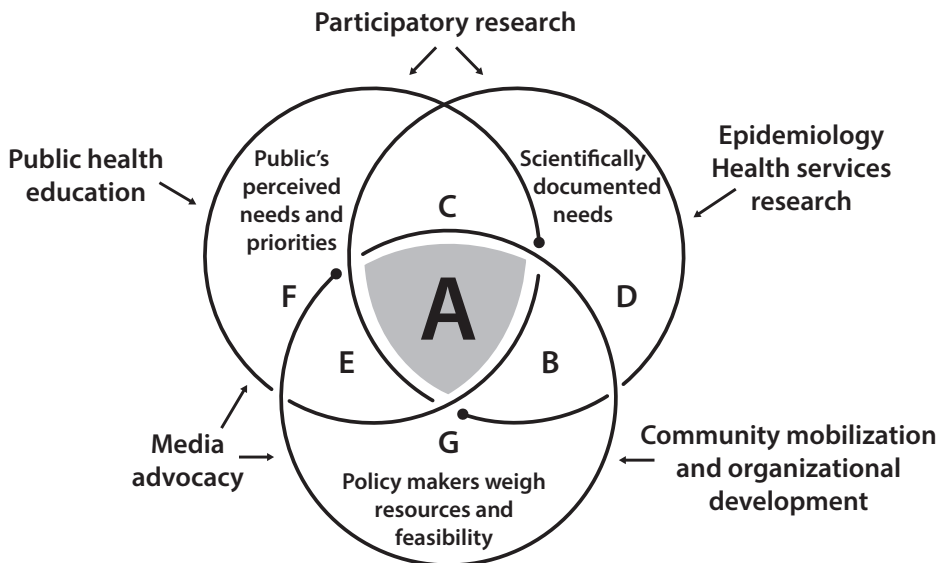 Participatory research
Public health
education
Public's
perceived
needs and
priorities
Scientifically
documented
needs
Epidemiology
Health services
research
C
A
F
D
E
B
G
Media
advocacy
Policy makers weigh
resources and
feasibility
Community mobilization
and organizational
development